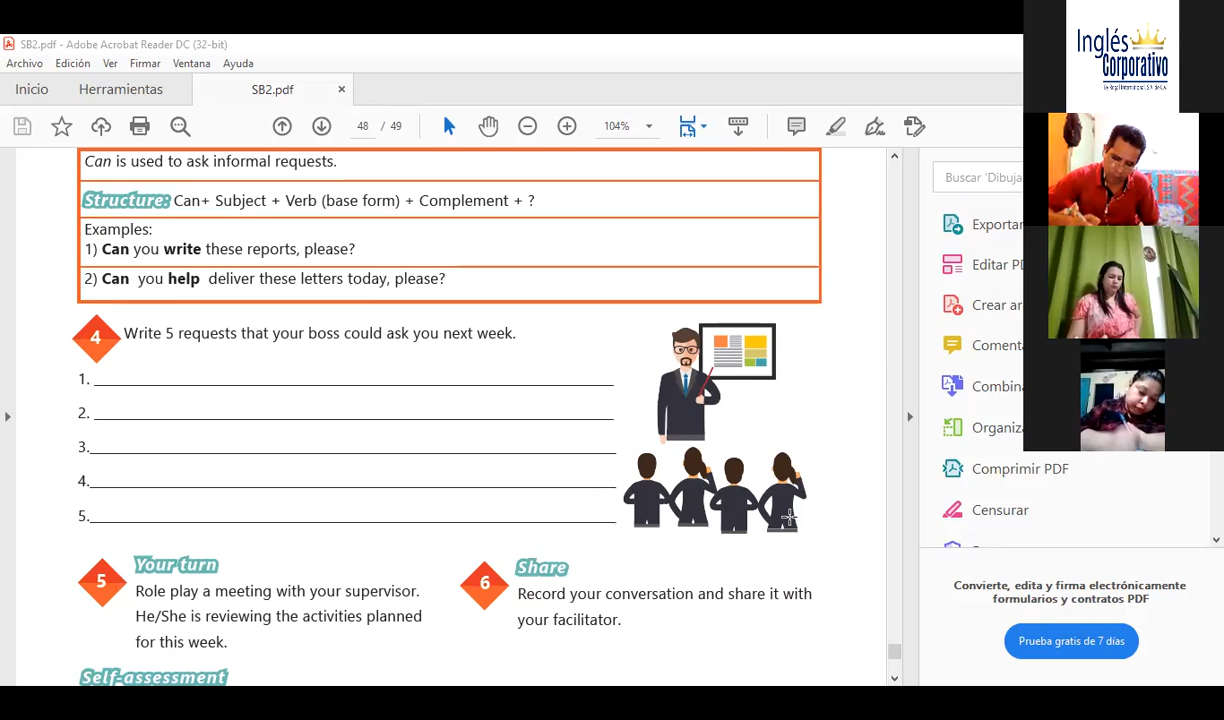 SB2.pdf - Adobe Acrobat Reader DC (32-bit)
Archivo Edición Ver Firmar Ventana Ayuda
Inicio Herramientas SB2.pdf ×
48 / 49 104%
Can is used to ask informal requests.
Structure: Can+ Subject + Verb (base form) + Complement + ?
Examples:
1) Can you write these reports, please?
2) Can you help deliver these letters today, please?
4 Write 5 requests that your boss could ask you next week.
1.
2.
3.
4.
5.
5 Your turn
Role play a meeting with your supervisor.
He/She is reviewing the activities planned
for this week.
6 Share
Record your conversation and share it with
your facilitator.
Self-assessment
Buscar 'Dibuja
Exportar
Editar PD
Crear ar
Comenta
Combina
Organiza
Comprimir PDF
Censurar
Convierte, edita y firma electrónicamente
formularios y contratos PDF
Prueba gratis de 7 días
Inglés
Corporativo